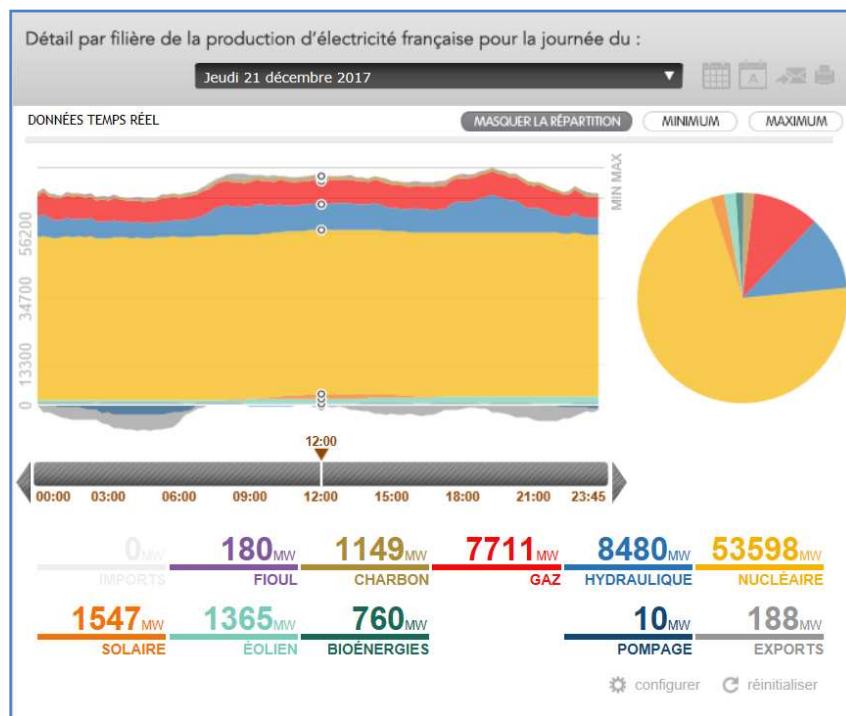 Détail par filière de la production d'électricité française pour la journée du :
Jeudi 21 décembre 2017
A
DONNÉES TEMPS RÉEL
MASQUER LA RÉPARTITION
MINIMUM
MAXIMUM
MIN MAX
56200
34700
13300
0
12:00
00:00 03:00 06:00 09:00 12:00 15:00 18:00 21:00 23:45
0MW 180MW 1149MW 7711MW 8480MW 53598MW
IMPORTS FIOUL CHARBON GAZ HYDRAULIQUE NUCLÉAIRE
1547MW 1365MW 760MW 10MW 188MW
SOLAIRE ÉOLIEN BIOÉNERGIES POMPAGE EXPORTS
configurer réinitialiser